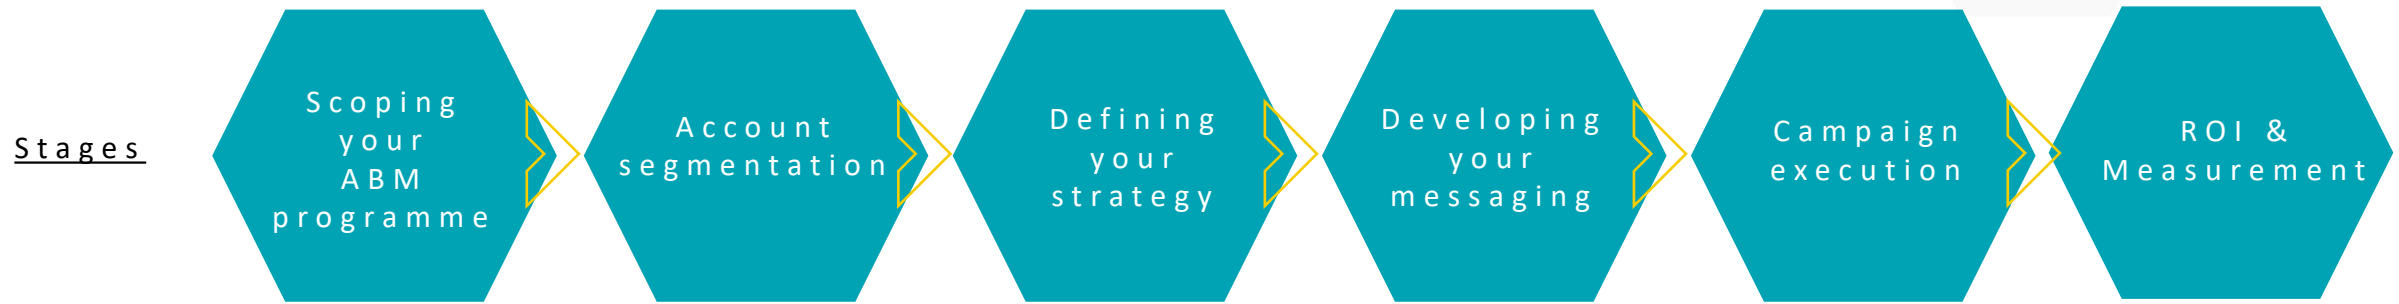 Stages
Scoping
your
ABM
programme
Account
segmentation
Defining
your
strategy
Developing
your
messaging
Campaign
execution
ROI &
Measurement